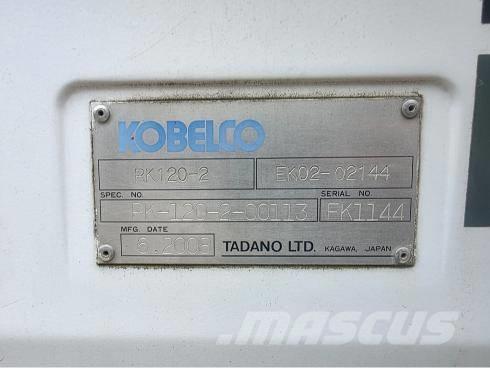 KOBELCO
RK120-2 EK02-02144
SPEC. NO. SERIAL NO.
RK-120-2-00113 FK1144
MFG. DATE
6.2008 TADANO LTD. KAGAWA, JAPAN
MASCUS